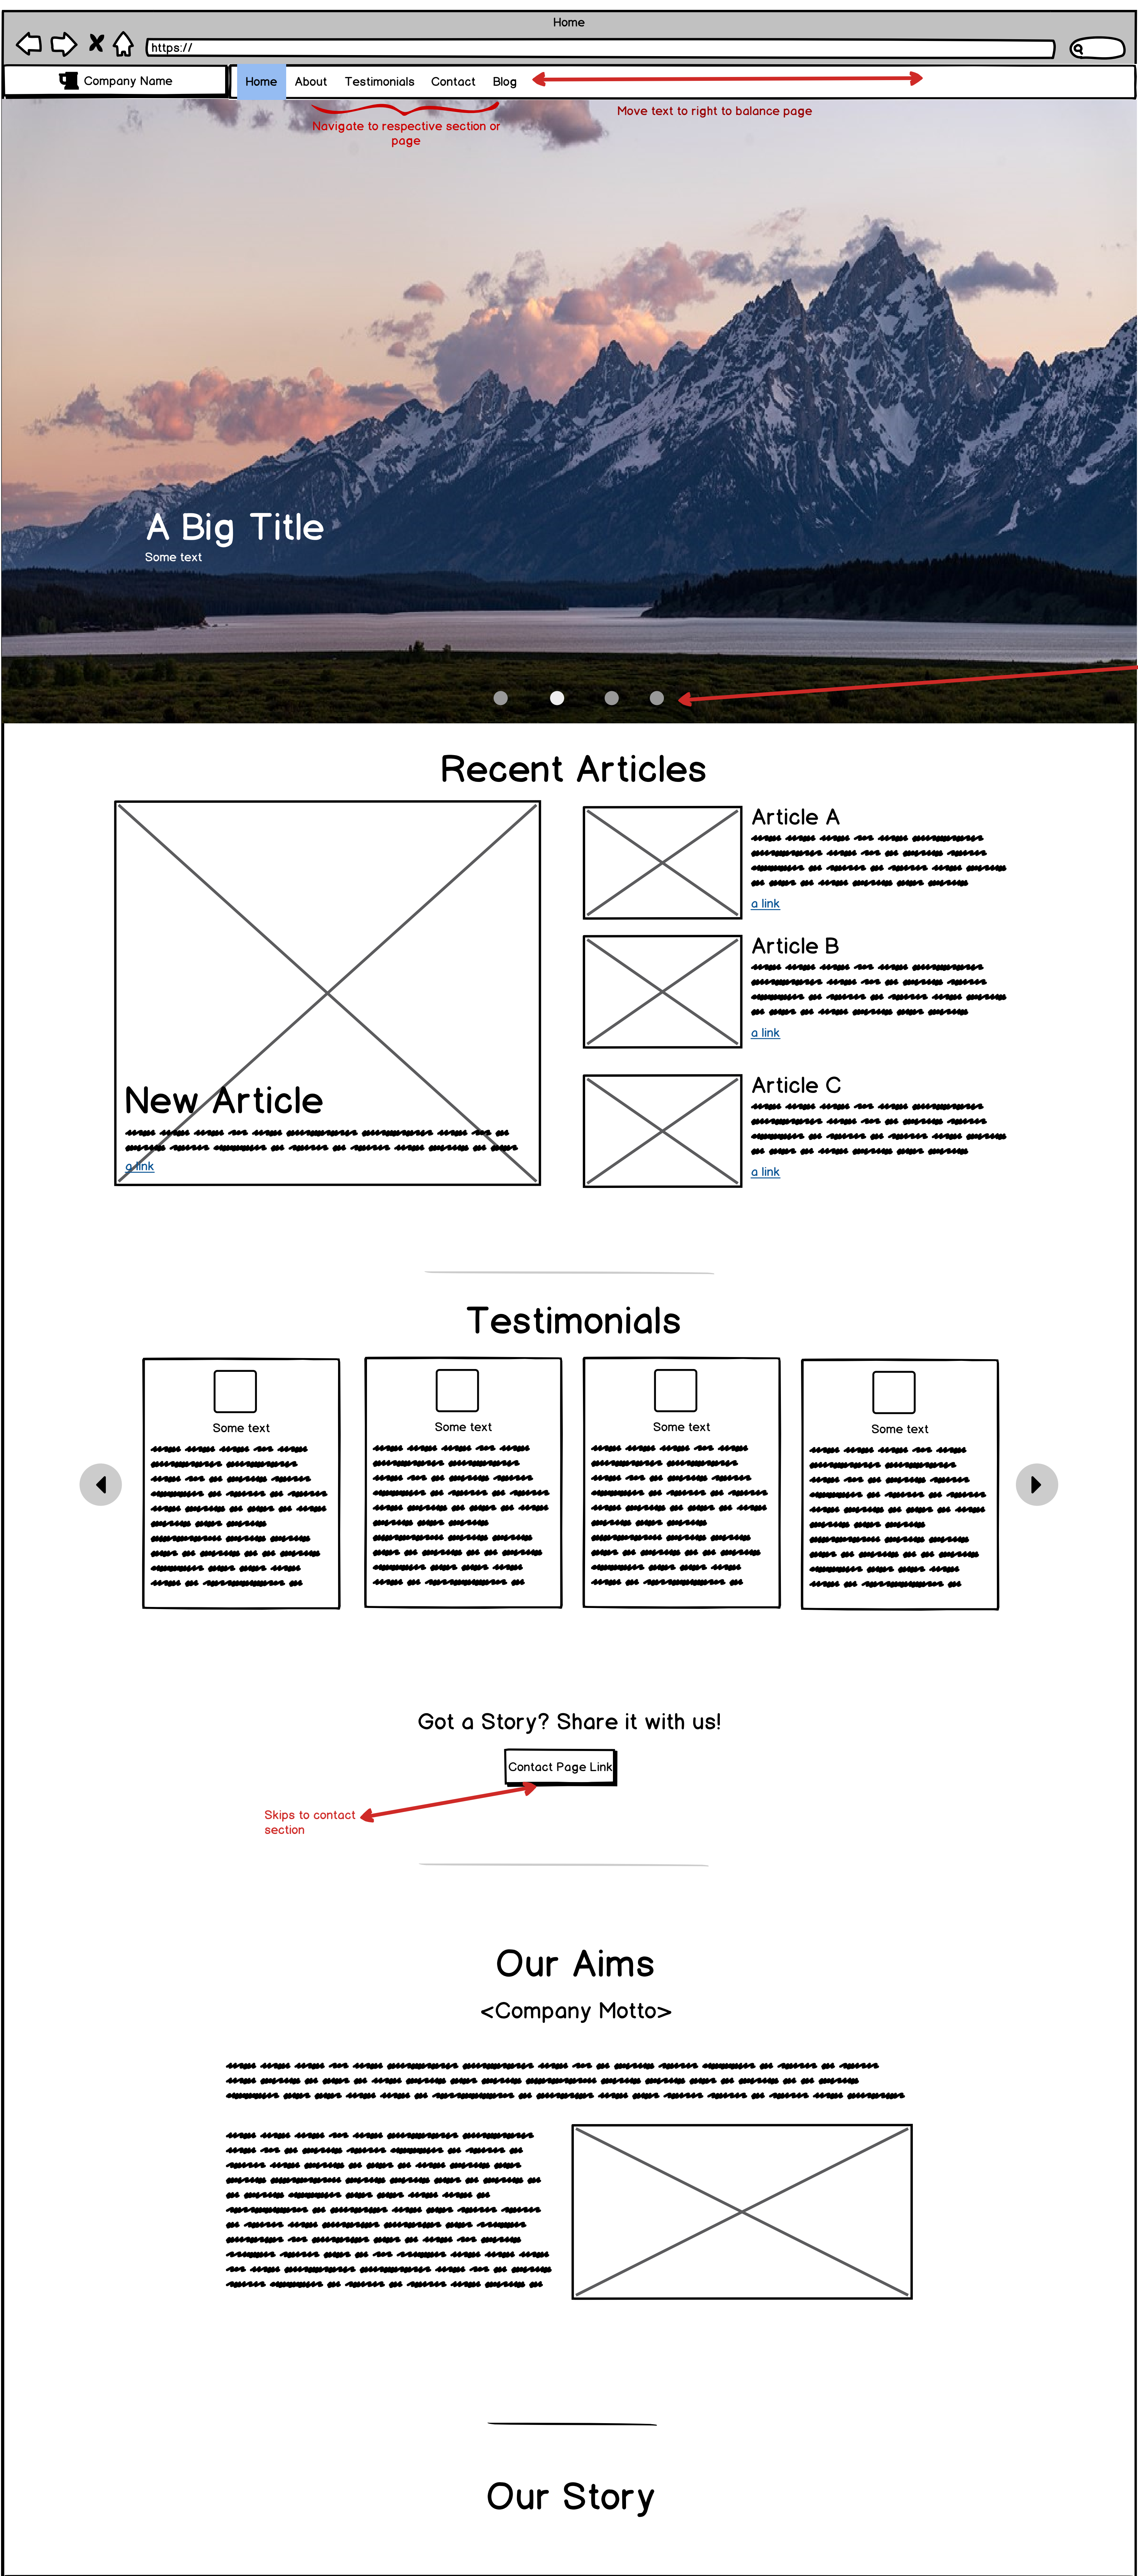 Home
https://
Company Name
Home About Testimonials Contact Blog
Move text to right to balance page
Navigate to respective section or
page
A Big Title
Some text
Recent Articles
New Article
a link
Article A
a link
Article B
a link
Article C
a link
Testimonials
Some text
Some text
Some text
Some text
Got a Story? Share it with us!
Contact Page Link
Skips to contact
section
Our Aims
<Company Motto>
Our Story